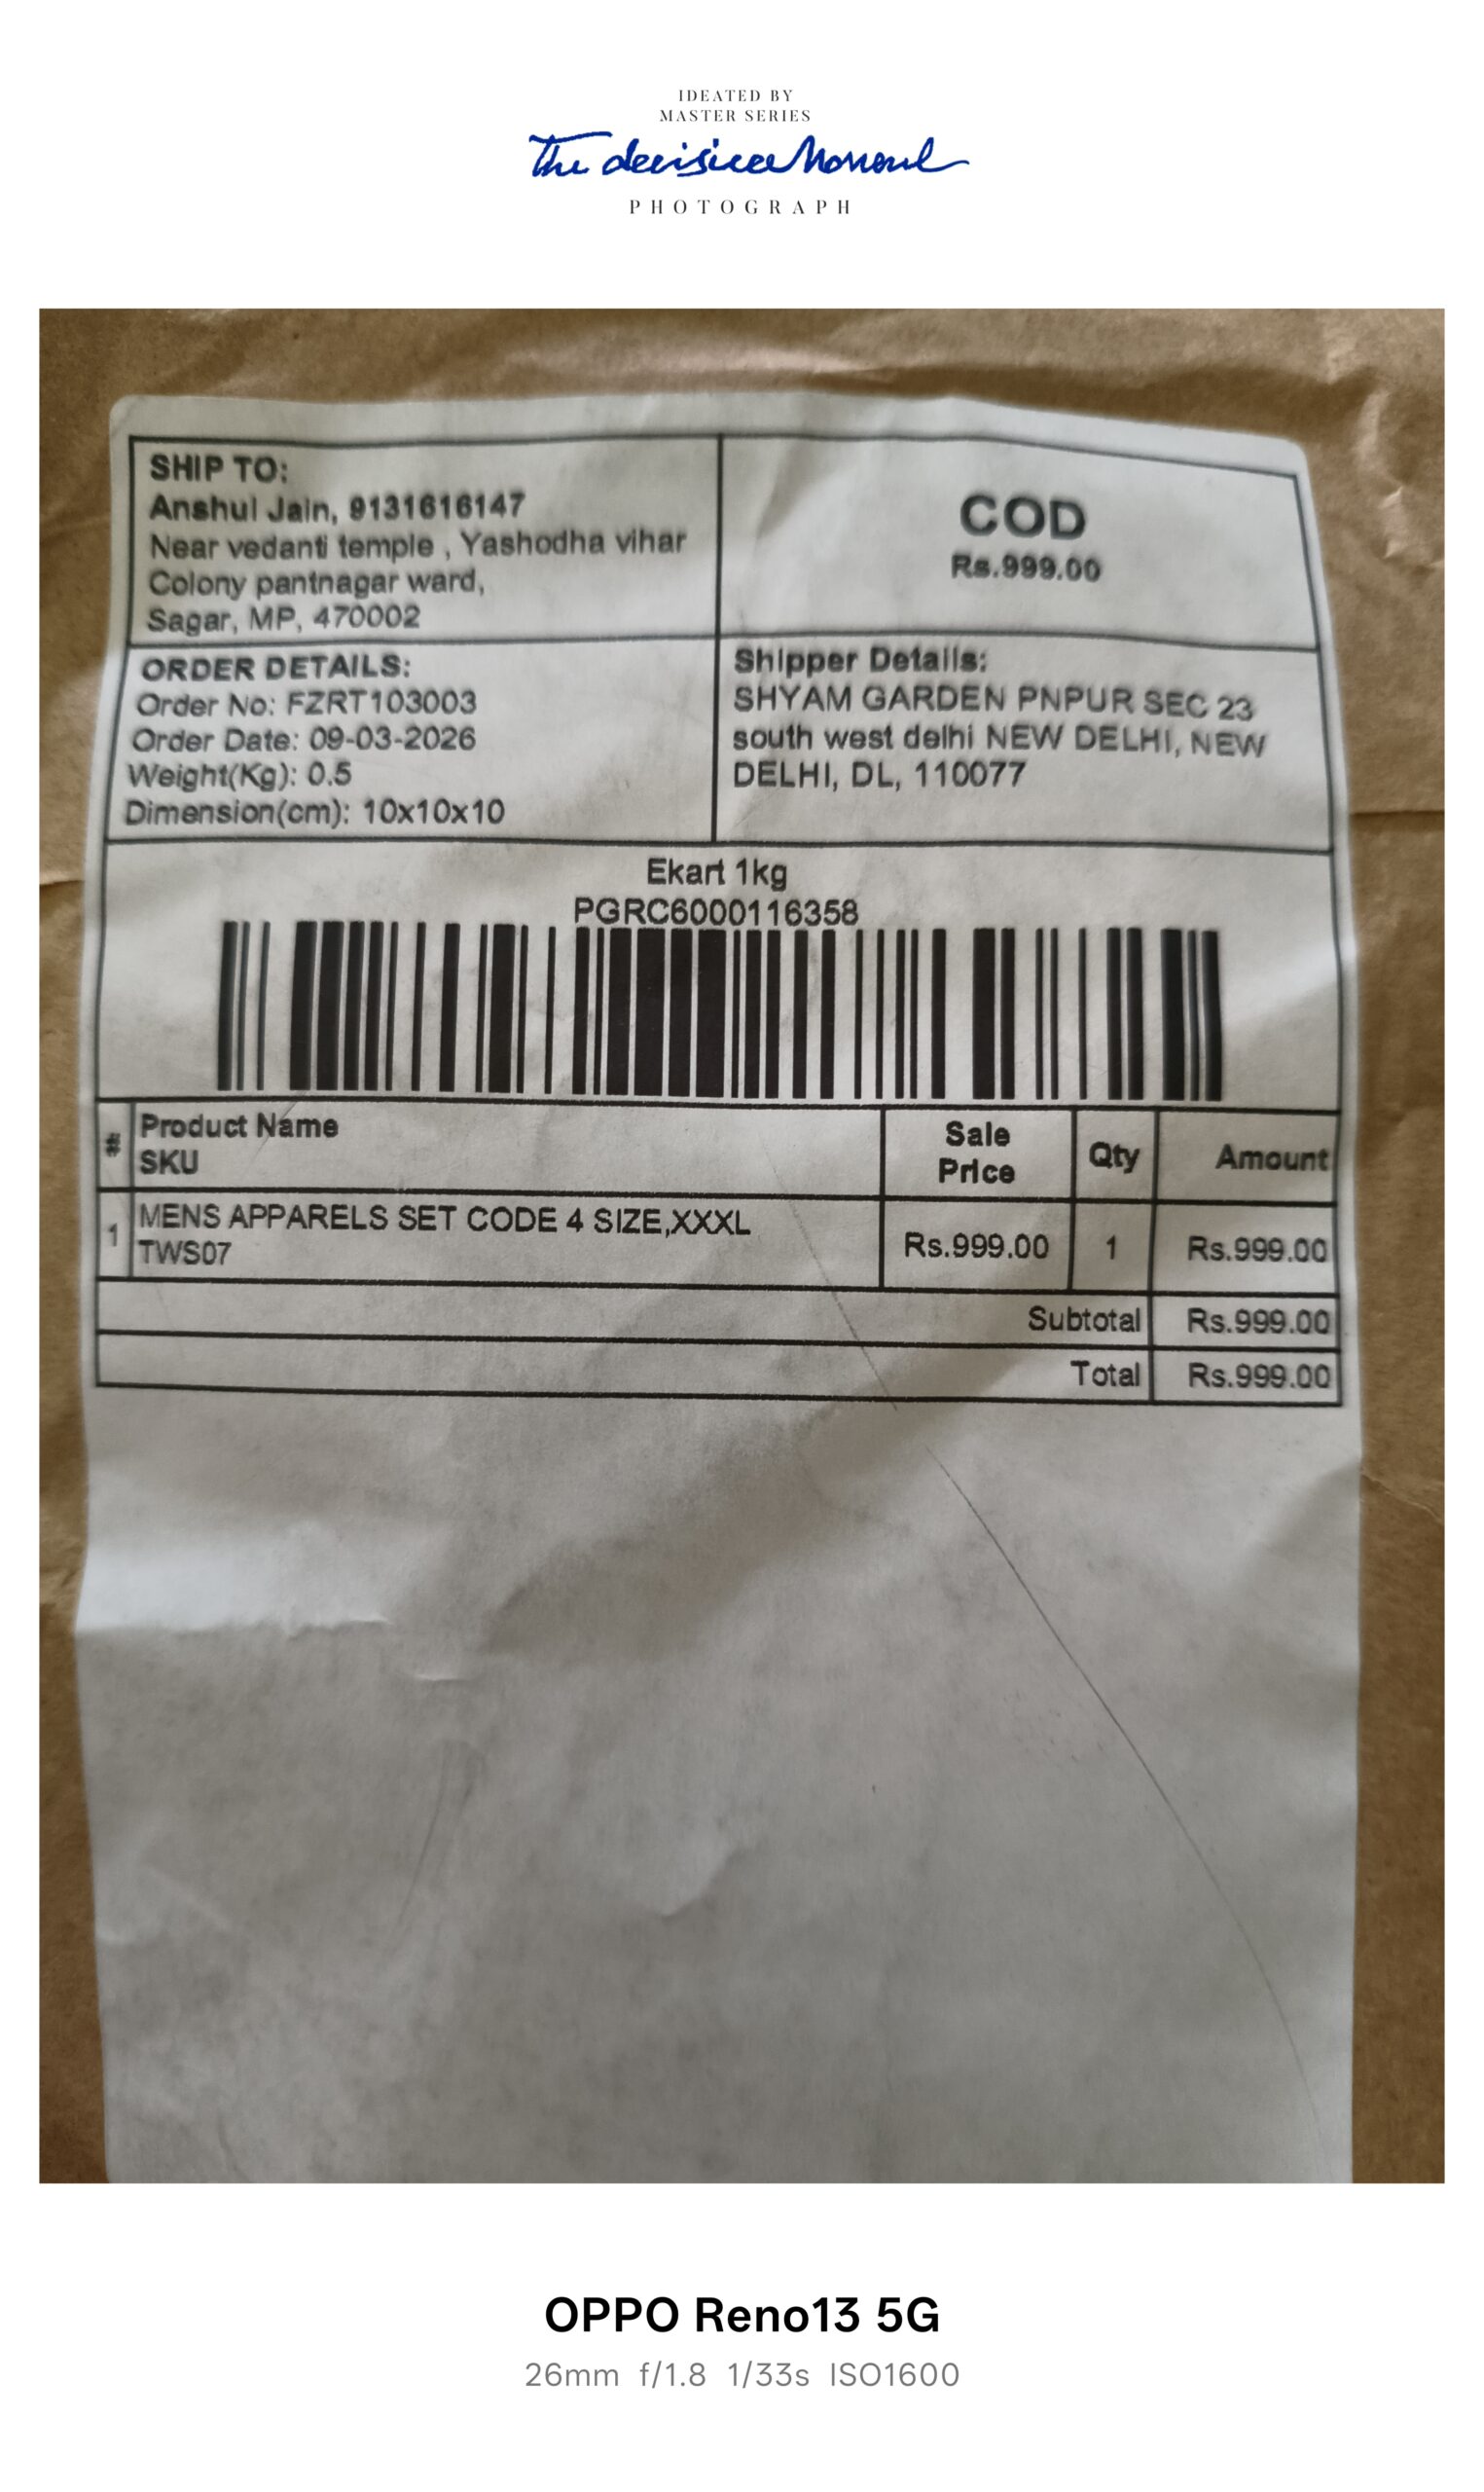 IDEATED BY
MASTER SERIES
The decisive Moment
PHOTOGRAPH
SHIP TO:
Anshul Jain, 9131616147
Near vedanti temple , Yashodha vihar
Colony pantnagar ward,
Sagar, MP, 470002
COD
Rs.999.00
ORDER DETAILS:
Order No: FZRT103003
Order Date: 09-03-2026
Weight(Kg): 0.5
Dimension(cm): 10x10x10
Shipper Details:
SHYAM GARDEN PNPUR SEC 23
south west delhi NEW DELHI, NEW
DELHI, DL, 110077
Ekart 1kg
PGRC6000116358
# Product Name SKU Sale Price Qty Amount
1 MENS APPARELS SET CODE 4 SIZE,XXXL TWS07 Rs.999.00 1 Rs.999.00
Subtotal Rs.999.00
Total Rs.999.00
OPPO Reno13 5G
26mm f/1.8 1/33s ISO1600